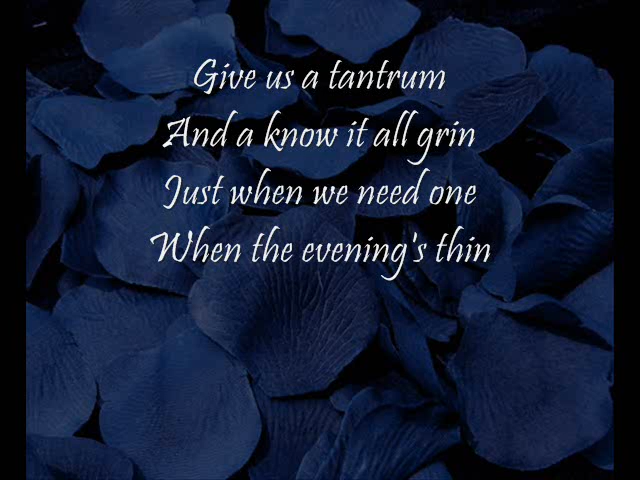 Give us a tantrum
And a know it all grin
Just when we need one
When the evening's thin